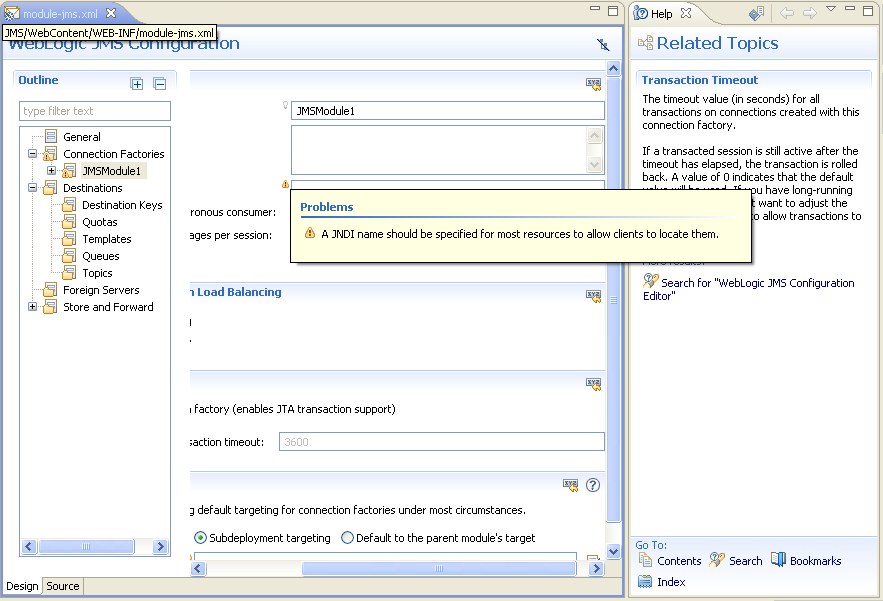 module-jms.xml
JMS/WebContent/WEB-INF/module-jms.xml
WebLogic JMS Configuration
Outline
type filter text
General
Connection Factories
JMSModule1
Destinations
Destination Keys
Quotas
Templates
Queues
Topics
Foreign Servers
Store and Forward
JMSModule1
ronous consumer:
ages per session:
Problems
A JNDI name should be specified for most resources to allow clients to locate them.
n Load Balancing
n factory (enables JTA transaction support)
saction timeout:
3600
g default targeting for connection factories under most circumstances.
Subdeployment targeting
Default to the parent module's target
Design
Source
Help
Related Topics
Transaction Timeout
The timeout value (in seconds) for all
transactions on connections created with this
connection factory.
If a transacted session is still active after the
timeout has elapsed, the transaction is rolled
back. A value of 0 indicates that the default
value will be used. If you have long-running
t want to adjust the
to allow transactions to
More results:
Search for "WebLogic JMS Configuration
Editor"
Go To:
Contents
Search
Bookmarks
Index